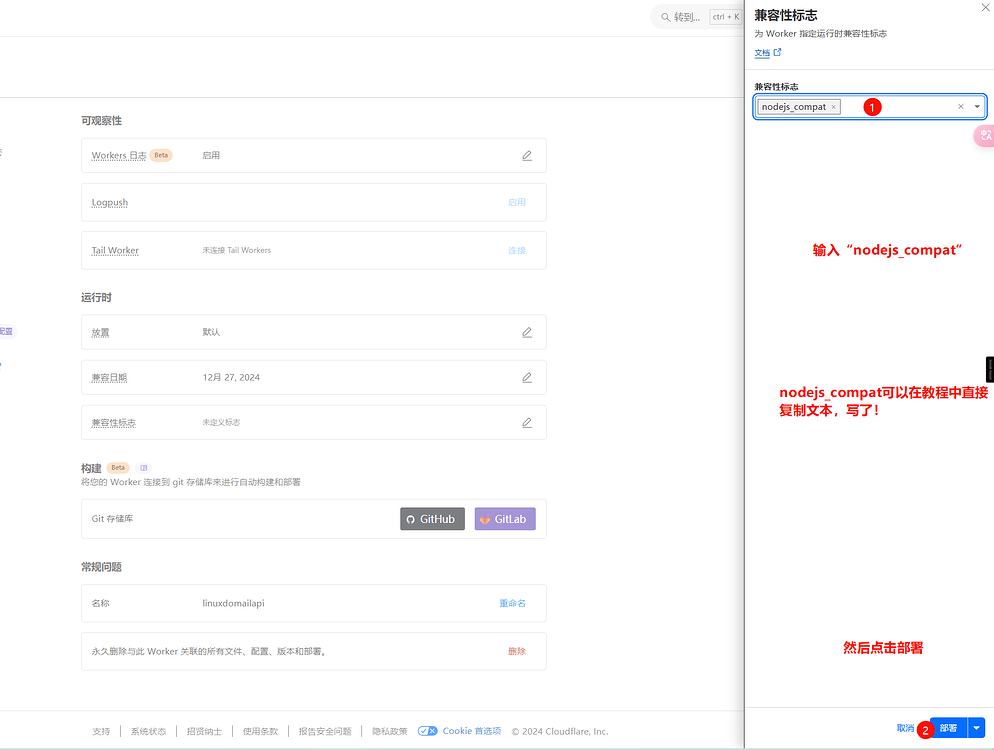 转到... ctrl + K
可观察性
Workers 日志 Beta 启用
Logpush 启用
Tail Worker 未连接 Tail Workers 连接
运行时
放置 默认
配置
兼容日期 12月 27, 2024
兼容性标志 未定义标志
构建 Beta
将您的 Worker 连接到 git 存储库来进行自动构建和部署
Git 存储库 GitHub GitLab
常规问题
名称 linuxdomailapi 重命名
永久删除与此 Worker 关联的所有文件、配置、版本和部署。 删除
支持 系统状态 招贤纳士 使用条款 报告安全问题 隐私政策 Cookie 首选项 © 2024 Cloudflare, Inc.
兼容性标志
为 Worker 指定运行时兼容性标志
文档
兼容性标志
nodejs_compat × 1
输入“nodejs_compat”
nodejs_compat可以在教程中直接
复制文本，写了！
然后点击部署
取消 2 部署